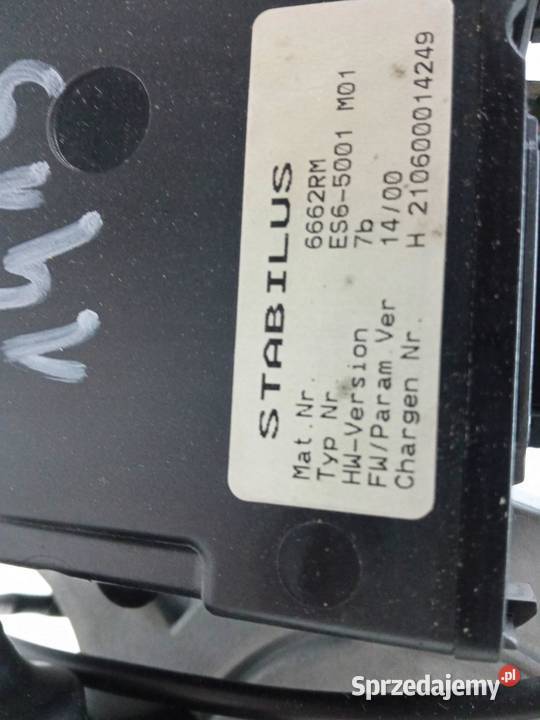 STABILUS
Mat.Nr. 6662RM
Typ Nr. ES6-5001 M01
HW-Version 7b
FW/Param.Ver 14/00
Chargen Nr. H 210600014249
Sprzedajemy.pl